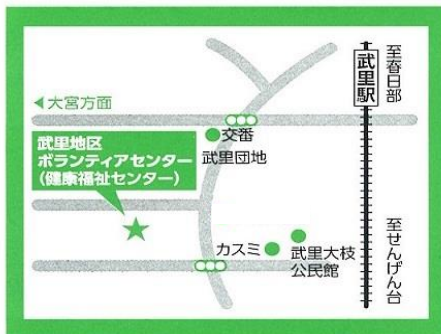 至春日部
武里駅
◀大宮方面
交番
武里団地
武里地区
ボランティアセンター
(健康福祉センター)
至せんげん台
カスミ
武里大枝
公民館